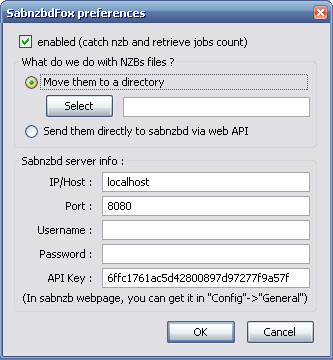 SabnzbdFox preferences
enabled (catch nzb and retrieve jobs count)
What do we do with NZBs files ?
Move them to a directory
Select
Send them directly to sabnzbd via web API
Sabnzbd server info :
IP/Host : localhost
Port : 8080
Username :
Password :
API Key : 6ffc1761ac5d42800897d97277f9a57f
(In sabnzb webpage, you can get it in "Config"->"General")
OK Cancel